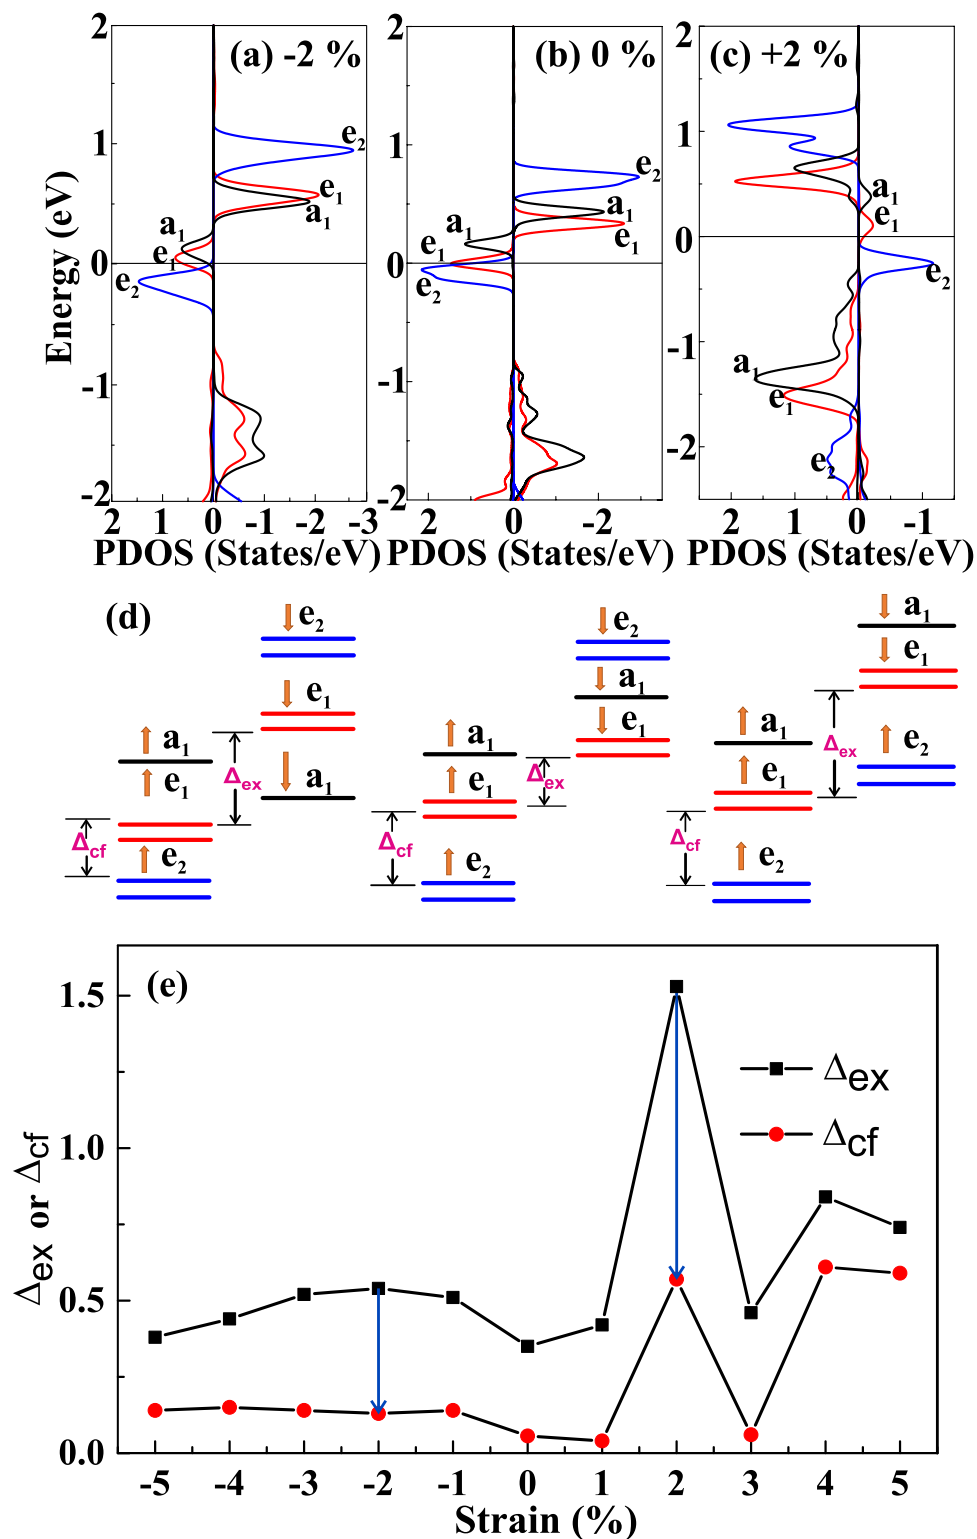 (a) -2 %
(b) 0 %
(c) +2 %
Energy (eV)
2
1
0
-1
-2
e2
e1
a1
a1
e1
e2
2 1 0 -1 -2 -3
PDOS (States/eV)
2
1
0
-1
-2
e2
a1
e1
a1
e1
e2
2 0 -2
PDOS (States/eV)
2
1
0
-1
-2
a1
e1
e2
a1
e1
e2
2 1 0 -1
PDOS (States/eV)
(d)
e2
e1
a1
a1
e1
e2
Δex
Δcf
e2
a1
e1
a1
e1
e2
Δex
Δcf
a1
e1
e2
a1
e1
e2
Δex
Δcf
(e)
Δex or Δcf
1.5
1.0
0.5
0.0
Δex
Δcf
-5 -4 -3 -2 -1 0 1 2 3 4 5
Strain (%)